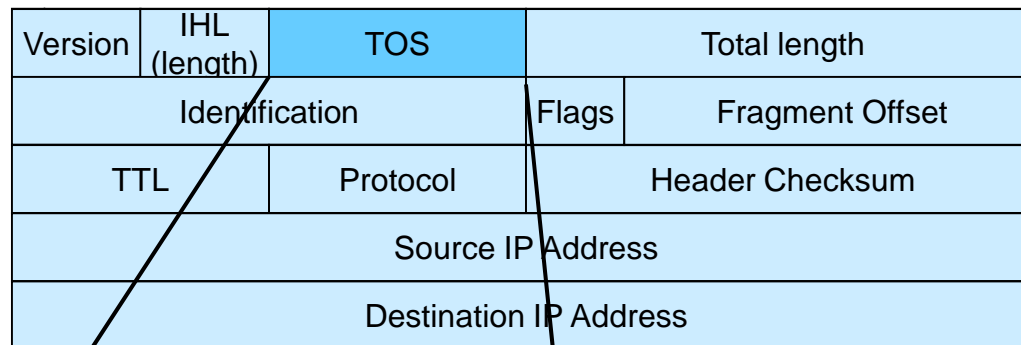 Version IHL (length) TOS Total length
Identification Flags Fragment Offset
TTL Protocol Header Checksum
Source IP Address
Destination IP Address